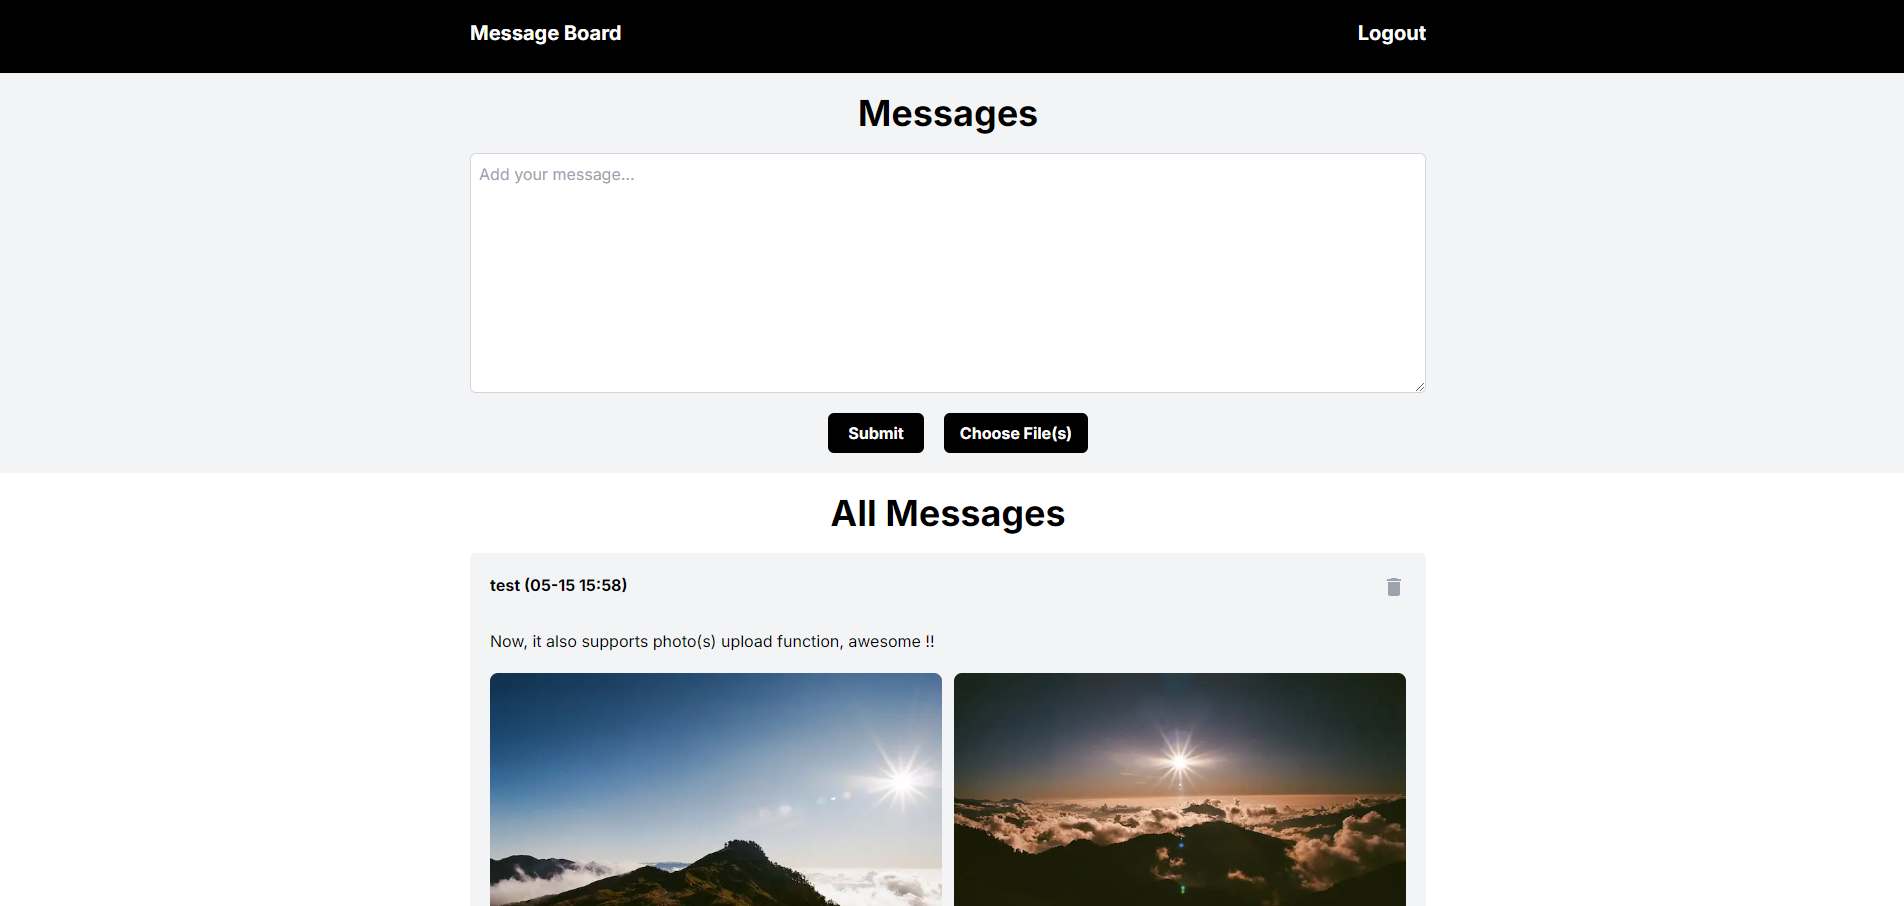 Message Board
Logout
Messages
Add your message...
Submit
Choose File(s)
All Messages
test (05-15 15:58)
Now, it also supports photo(s) upload function, awesome !!